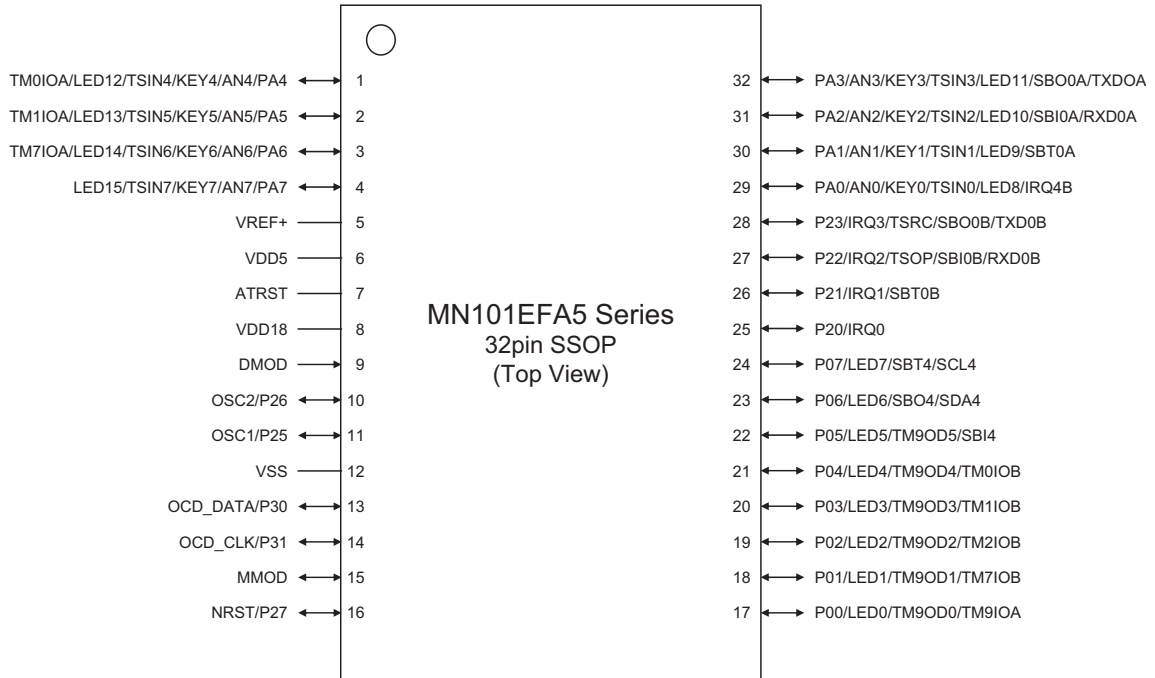 TM0IOA/LED12/TSIN4/KEY4/AN4/PA4 1
TM1IOA/LED13/TSIN5/KEY5/AN5/PA5 2
TM7IOA/LED14/TSIN6/KEY6/AN6/PA6 3
LED15/TSIN7/KEY7/AN7/PA7 4
VREF+ 5
VDD5 6
ATRST 7
VDD18 8
DMOD 9
OSC2/P26 10
OSC1/P25 11
VSS 12
OCD_DATA/P30 13
OCD_CLK/P31 14
MMOD 15
NRST/P27 16
MN101EFA5 Series
32pin SSOP
(Top View)
32 PA3/AN3/KEY3/TSIN3/LED11/SBO0A/TXDOA
31 PA2/AN2/KEY2/TSIN2/LED10/SBI0A/RXD0A
30 PA1/AN1/KEY1/TSIN1/LED9/SBT0A
29 PA0/AN0/KEY0/TSIN0/LED8/IRQ4B
28 P23/IRQ3/TSRC/SBO0B/TXD0B
27 P22/IRQ2/TSOP/SBI0B/RXD0B
26 P21/IRQ1/SBT0B
25 P20/IRQ0
24 P07/LED7/SBT4/SCL4
23 P06/LED6/SBO4/SDA4
22 P05/LED5/TM9OD5/SBI4
21 P04/LED4/TM9OD4/TM0IOB
20 P03/LED3/TM9OD3/TM1IOB
19 P02/LED2/TM9OD2/TM2IOB
18 P01/LED1/TM9OD1/TM7IOB
17 P00/LED0/TM9OD0/TM9IOA